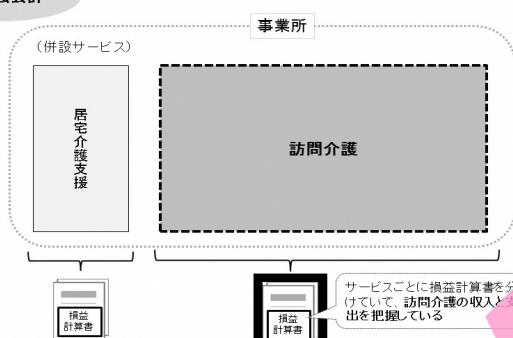 事業所
（併設サービス）
居宅介護支援
訪問介護
損益
計算書
損益
計算書
サービスごとに損益計算書を分
けていて、訪問介護の収入と支
出を把握している